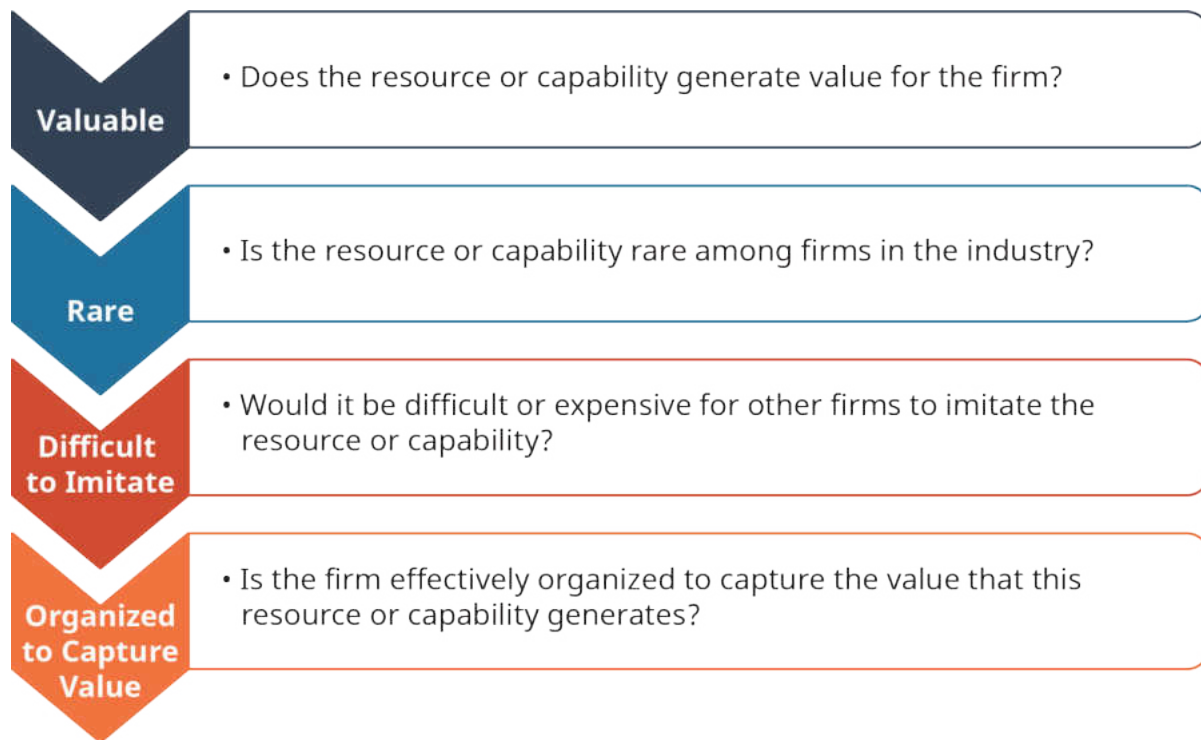 Valuable
• Does the resource or capability generate value for the firm?
Rare
• Is the resource or capability rare among firms in the industry?
Difficult
to Imitate
• Would it be difficult or expensive for other firms to imitate the
resource or capability?
Organized
to Capture
Value
• Is the firm effectively organized to capture the value that this
resource or capability generates?